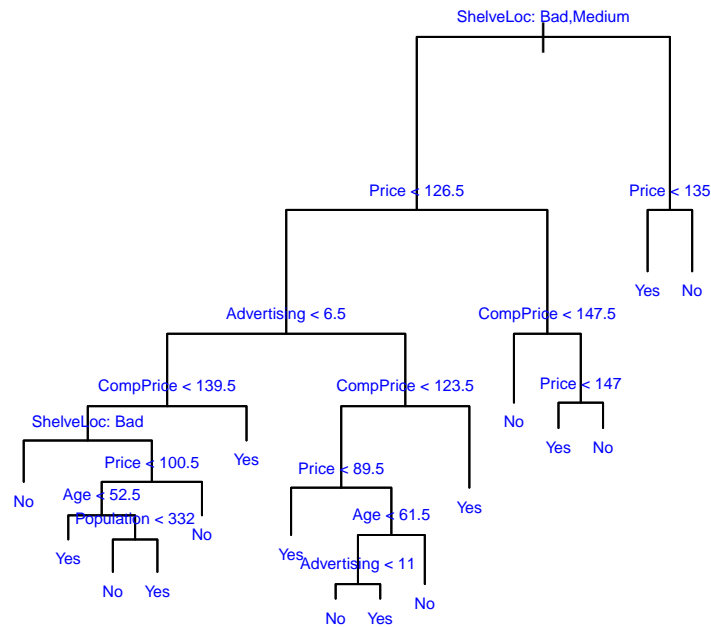 ShelveLoc: Bad,Medium
Price < 126.5
Price < 135
Yes
No
Advertising < 6.5
CompPrice < 147.5
CompPrice < 139.5
CompPrice < 123.5
Price < 147
ShelveLoc: Bad
No
Yes
No
Yes
Price < 100.5
Price < 89.5
No
Age < 52.5
Yes
Population < 332
Age < 61.5
No
Yes
Yes
Advertising < 11
No
Yes
No
No
Yes